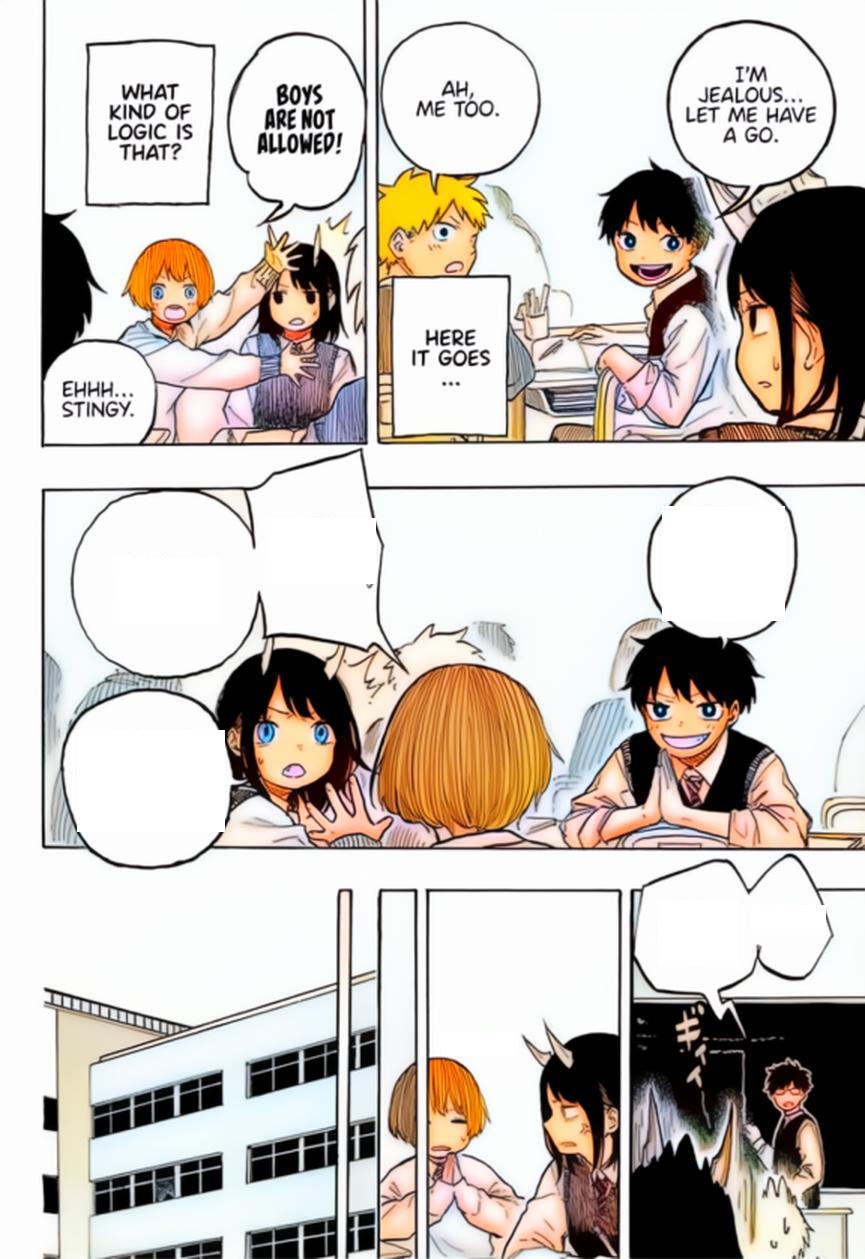 I'M
JEALOUS...
LET ME HAVE
A GO.
AH,
ME TOO.
HERE
IT GOES
...
BOYS
ARE NOT
ALLOWED!
WHAT
KIND OF
LOGIC IS
THAT?
EHHH...
STINGY.
ギィィ